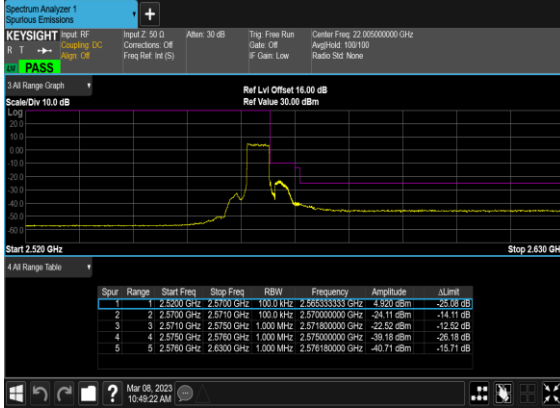 Spectrum Analyzer 1
Spurious Emissions
+
KEYSIGHT
R T
LXI PASS
Input: RF
Coupling: DC
Align: Off
Input Z: 50 Ω
Corrections: Off
Freq Ref: Int (S)
Atten: 30 dB
Trig: Free Run
Gate: Off
IF Gain: Low
Center Freq: 22.005000000 GHz
Avg|Hold: 100/100
Radio Std: None
3 All Range Graph
Scale/Div 10.0 dB
Ref Lvl Offset 16.00 dB
Ref Value 30.00 dBm
Log
20.0
10.0
0.00
-10.0
-20.0
-30.0
-40.0
-50.0
-60.0
Start 2.520 GHz
Stop 2.630 GH
4 All Range Table
Spur Range Start Freq Stop Freq RBW Frequency Amplitude ΔLimit
1 1 2.5200 GHz 2.5700 GHz 100.0 kHz 2.565333333 GHz 4.920 dBm -25.08 dB
2 2 2.5700 GHz 2.5710 GHz 100.0 kHz 2.570000000 GHz -24.11 dBm -14.11 dB
3 3 2.5710 GHz 2.5750 GHz 1.000 MHz 2.571800000 GHz -22.52 dBm -12.52 dB
4 4 2.5750 GHz 2.5760 GHz 1.000 MHz 2.575000000 GHz -39.18 dBm -26.18 dB
5 5 2.5760 GHz 2.6300 GHz 1.000 MHz 2.576180000 GHz -40.71 dBm -15.71 dB
?
Mar 08, 2023
10:49:22 AM